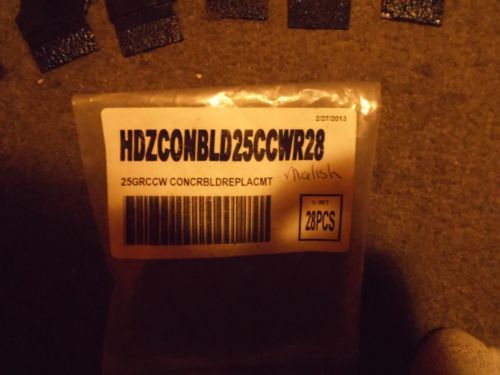 2/27/2013
HDZCONBLD25CCWR28
Malish
25GRCCW CONCRBLDREPLACMT
1- SET
28PCS